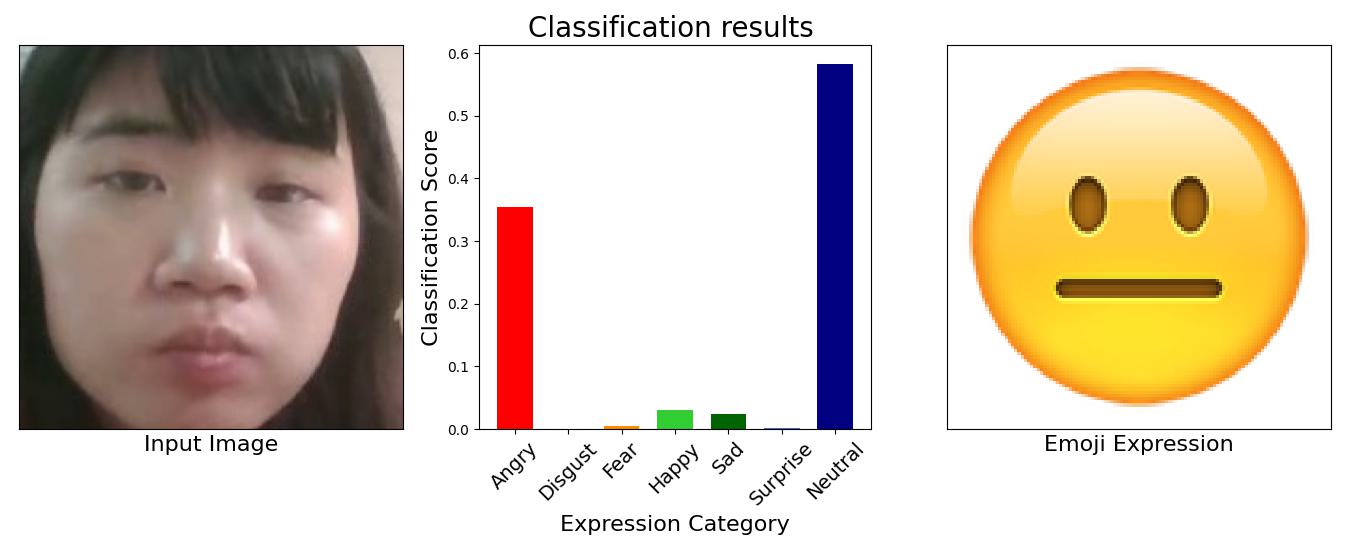 Classification results
Classification Score
0.6
0.5
0.4
0.3
0.2
0.1
0.0
Angry
Disgust
Fear
Happy
Sad
Surprise
Neutral
Expression Category
Input Image
Emoji Expression